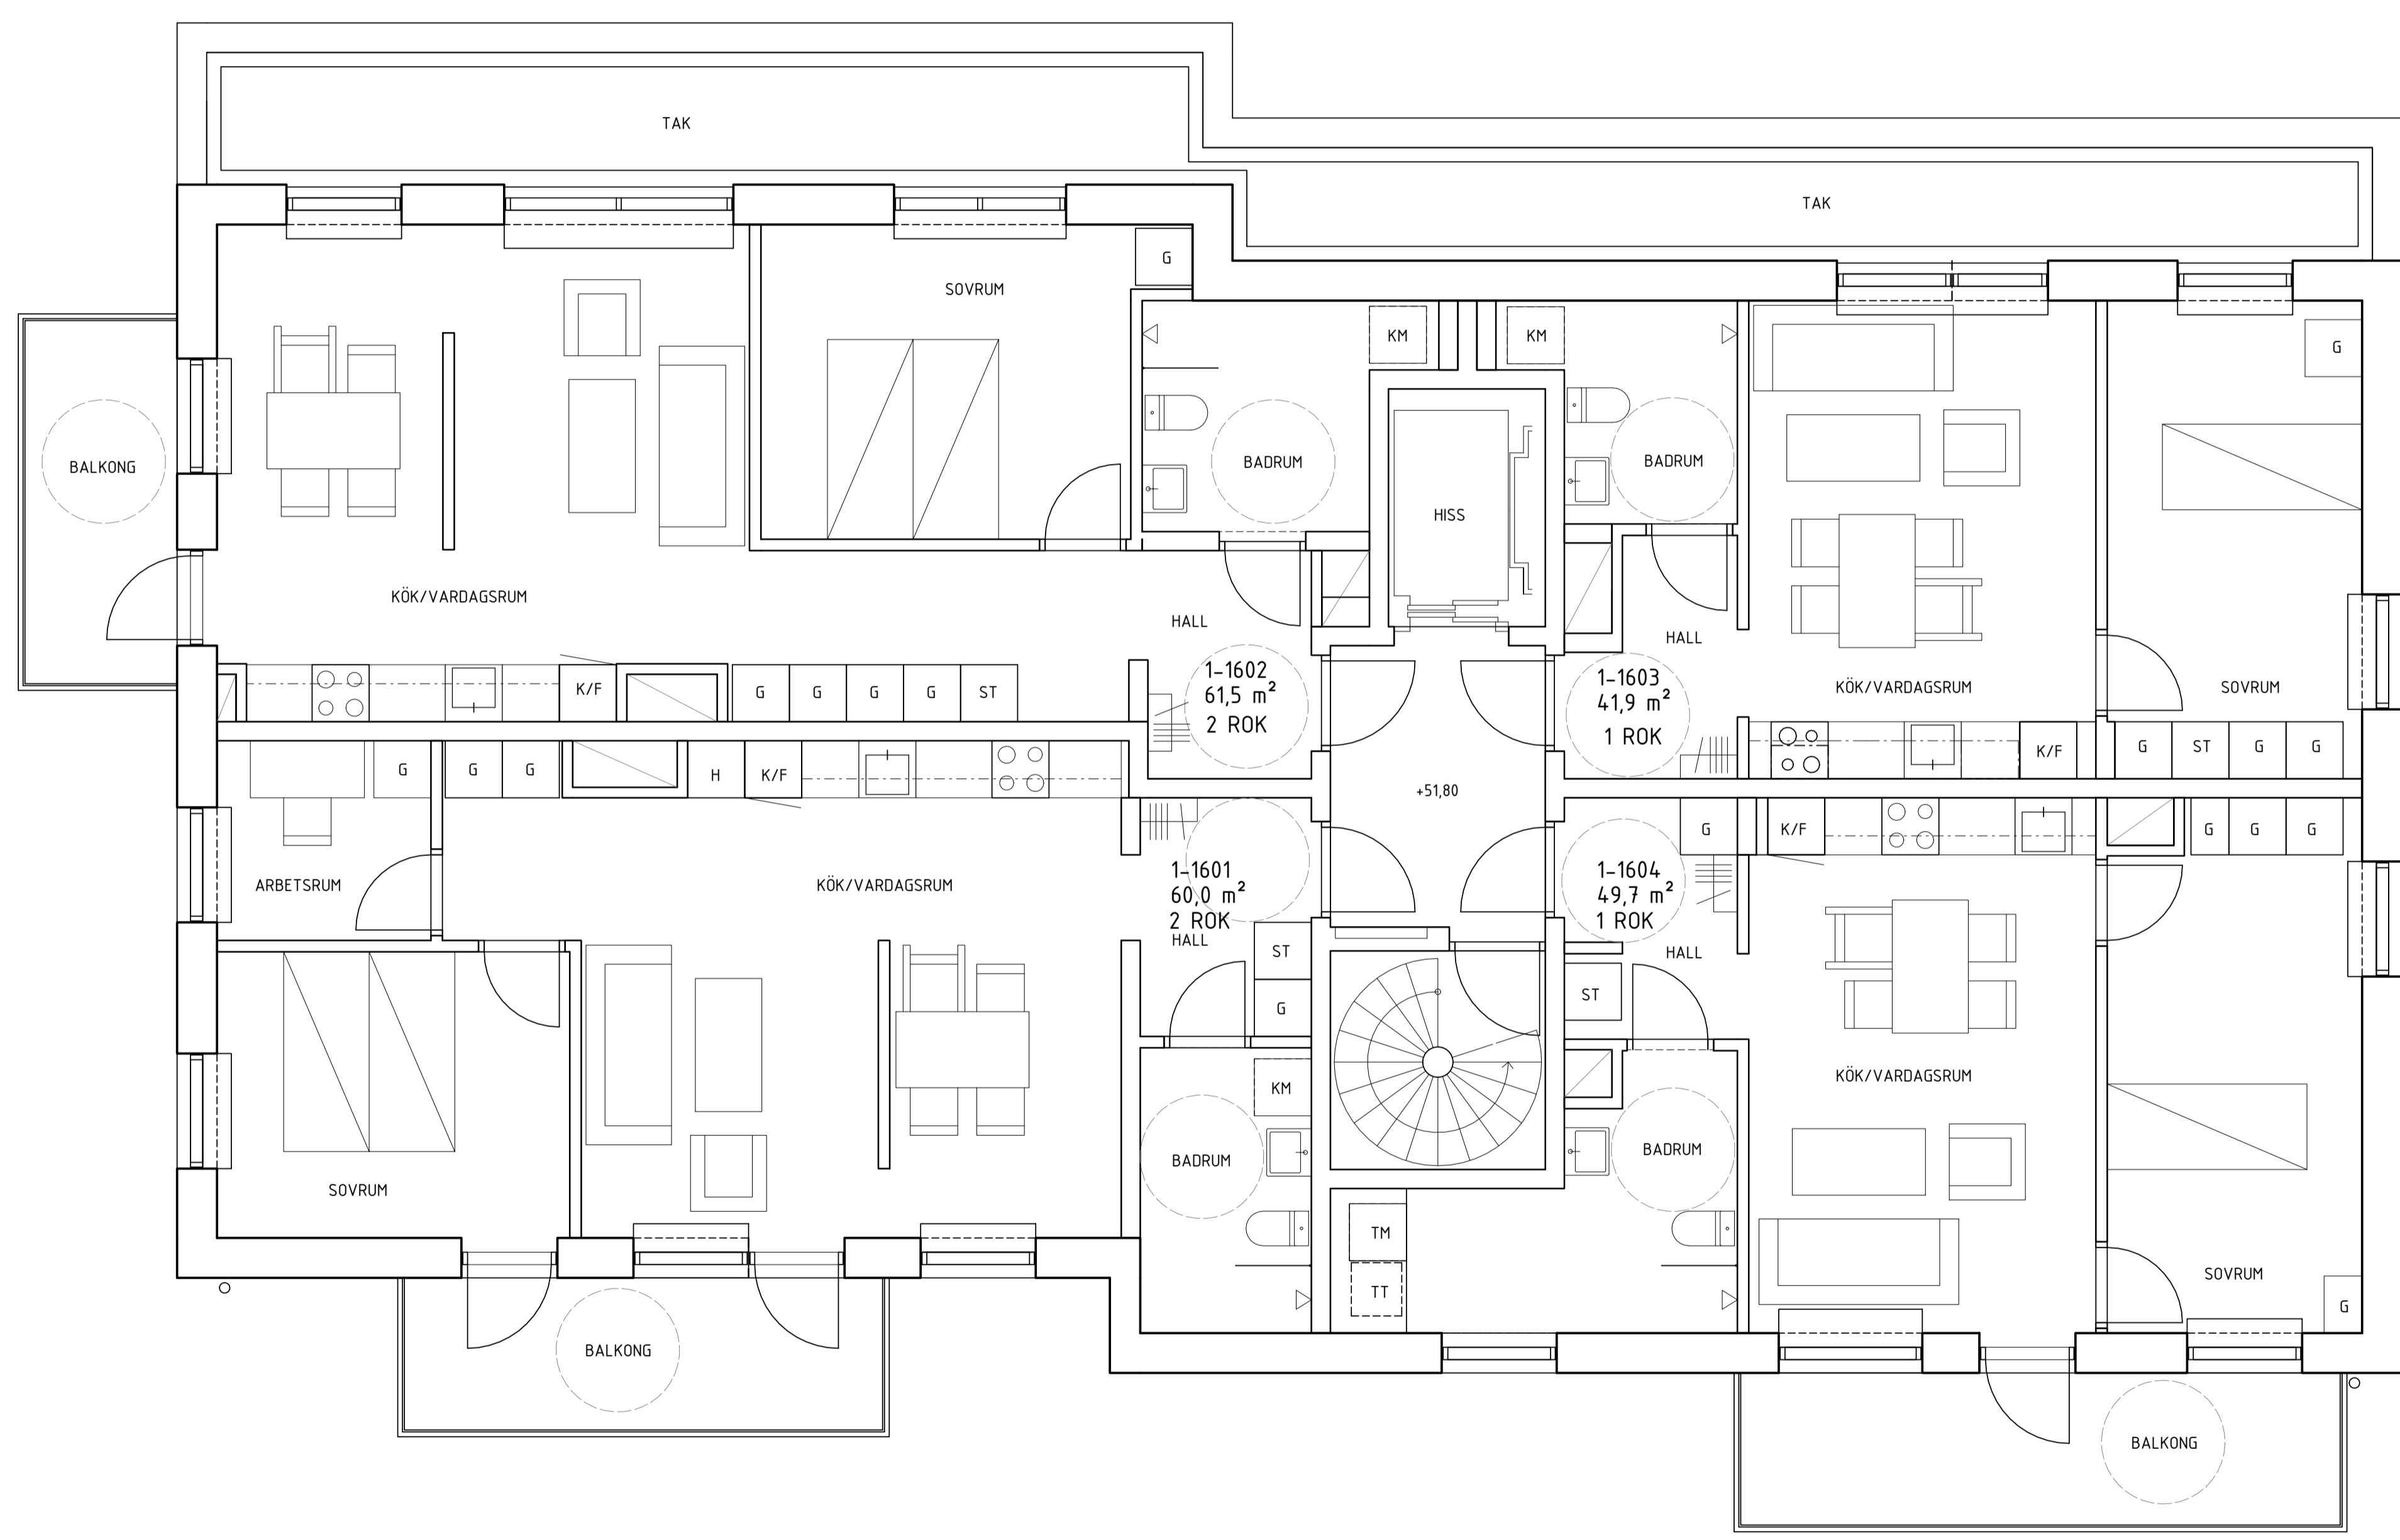 TAK
TAK
SOVRUM
G
KM
KM
G
BALKONG
BADRUM
BADRUM
HISS
KÖK/VARDAGSRUM
HALL
HALL
1-1602
61,5 m²
2 ROK
1-1603
41,9 m²
1 ROK
KÖK/VARDAGSRUM
SOVRUM
K/F
G
G
G
G
ST
K/F
G
ST
G
G
G
G
G
H
K/F
+51,80
G
K/F
G
G
G
ARBETSRUM
KÖK/VARDAGSRUM
1-1601
60,0 m²
2 ROK
HALL
1-1604
49,7 m²
1 ROK
HALL
ST
G
ST
KM
KÖK/VARDAGSRUM
BADRUM
BADRUM
SOVRUM
TM
TT
SOVRUM
G
BALKONG
BALKONG